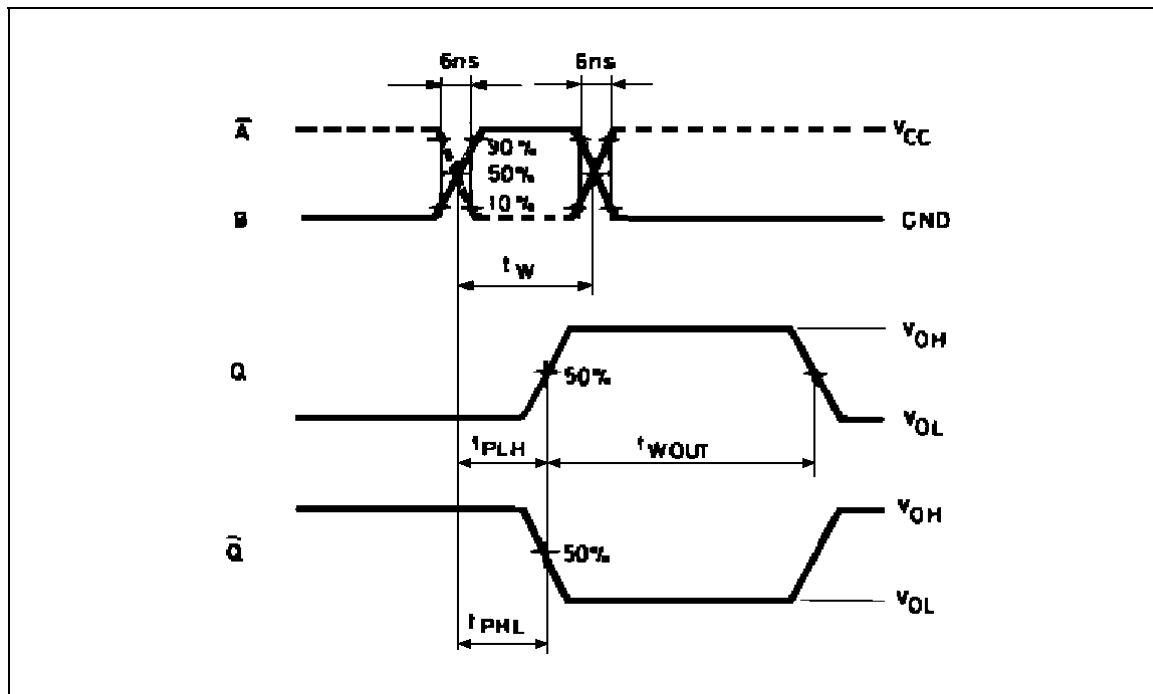 6ns 6ns
Ā VCC
90%
50%
10%
B GND
tW
VOH
Q 50%
VOL
tPLH tWOUT
VOH
Q̄ 50%
VOL
tPHL